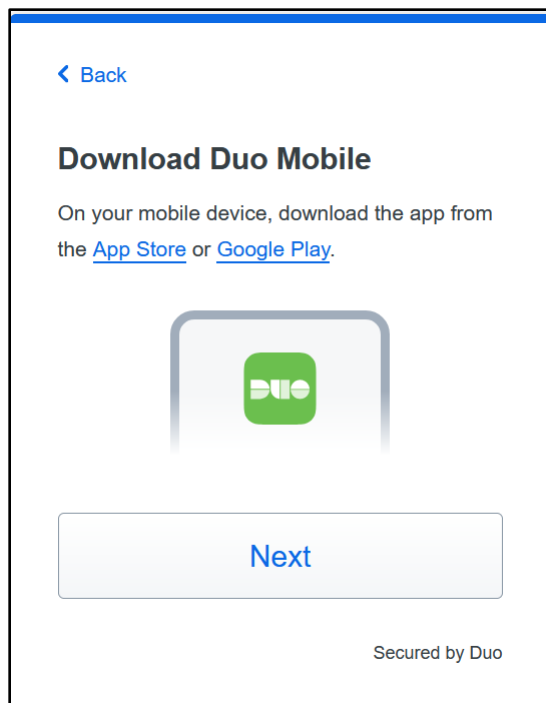 Back
Download Duo Mobile
On your mobile device, download the app from
the App Store or Google Play.
DUO
Next
Secured by Duo